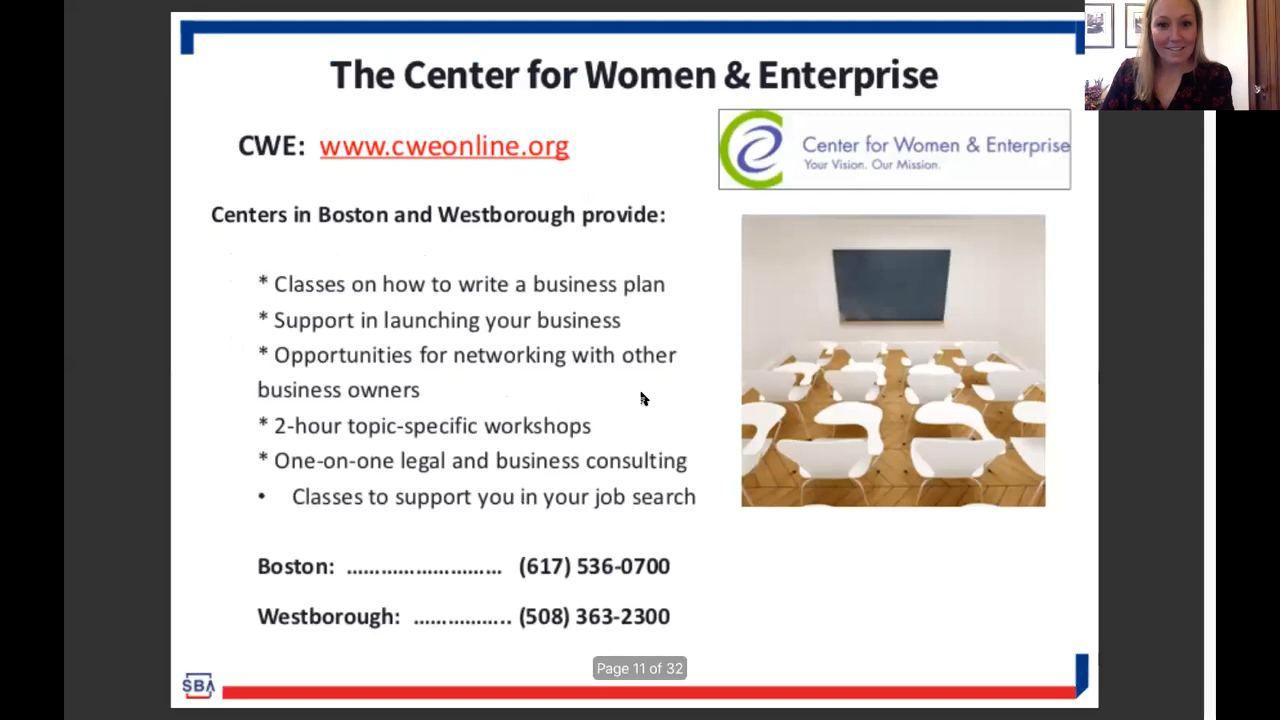 The Center for Women & Enterprise
CWE: www.cweonline.org
Center for Women & Enterprise
Your Vision. Our Mission.
Centers in Boston and Westborough provide:
* Classes on how to write a business plan
* Support in launching your business
* Opportunities for networking with other
business owners
* 2-hour topic-specific workshops
* One-on-one legal and business consulting
• Classes to support you in your job search
Boston: ........................... (617) 536-0700
Westborough: ................. (508) 363-2300
Page 11 of 32
SBA